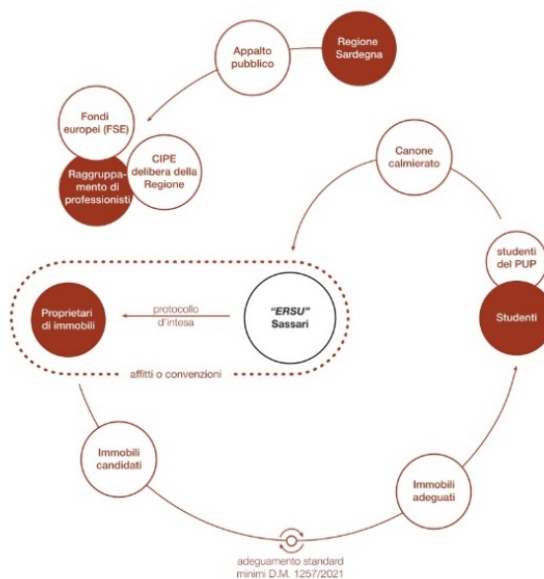 Regione
Sardegna
Appalto
pubblico
Fondi
europei (FSE)
CIPE
delibera della
Regione
Raggruppa-
mento di
professionisti
Canone
calmierato
studenti
del PUP
Studenti
Proprietari
di immobili
protocollo
d'intesa
"ERSU"
Sassari
affitti o convenzioni
Immobili
candidati
Immobili
adeguati
adeguamento standard
minimi D.M. 1257/2021